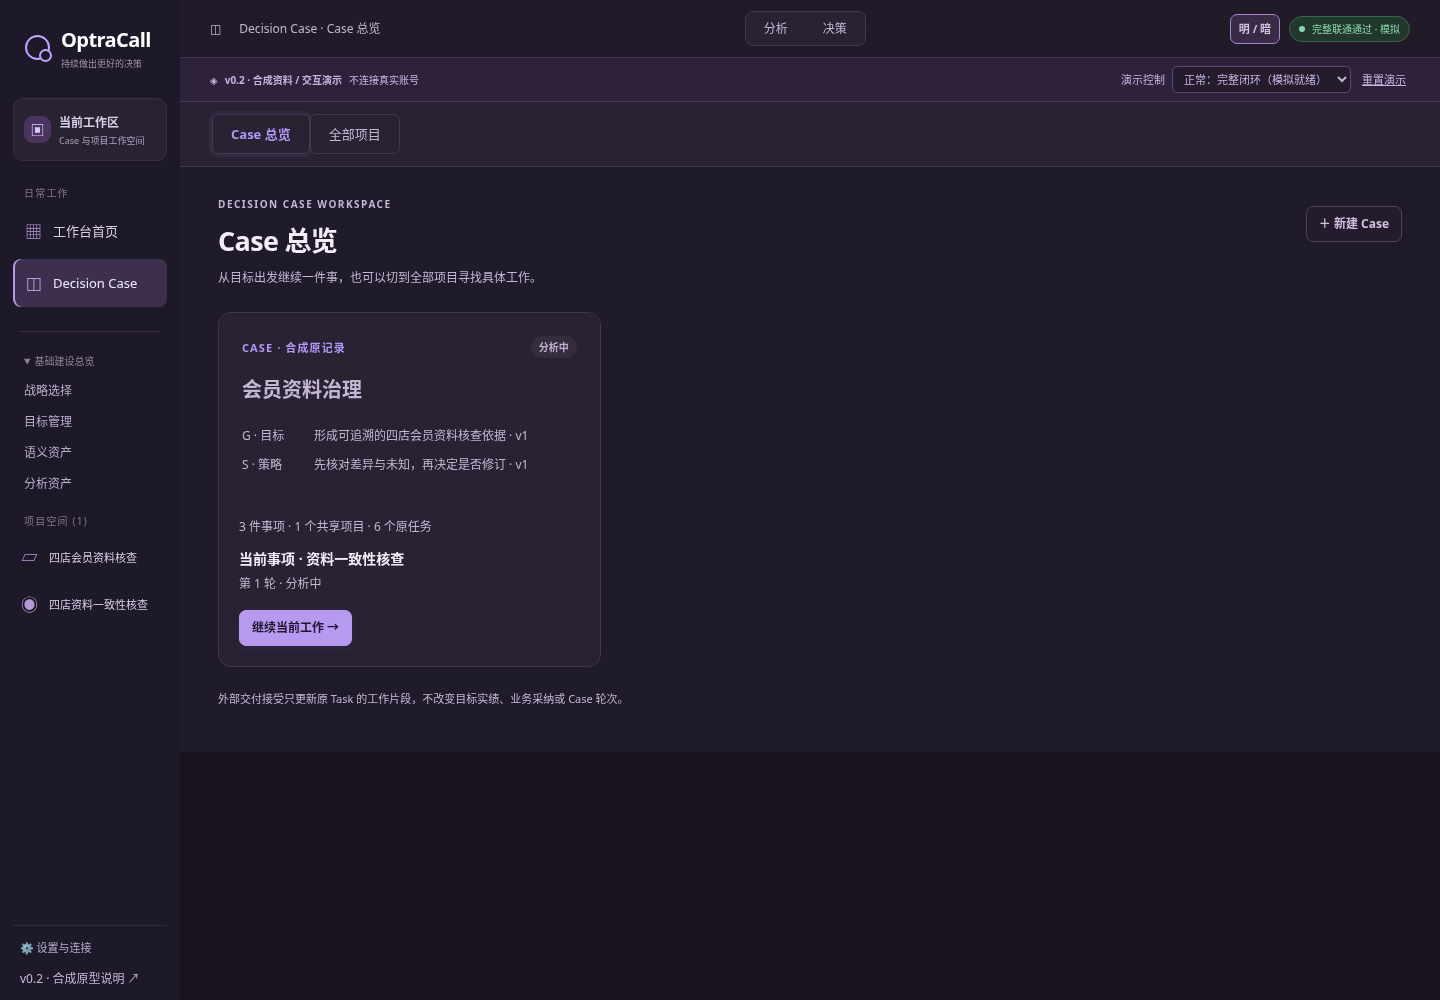 OptraCall
持续做出更好的决策
当前工作区
Case 与项目工作空间
日常工作
工作台首页
Decision Case
▼ 基础建设总览
战略选择
目标管理
语义资产
分析资产
项目空间 (1)
四店会员资料核查
四店资料一致性核查
设置与连接
v0.2 · 合成原型说明 ↗
Decision Case · Case 总览
分析
决策
明 / 暗
完整联通通过 · 模拟
v0.2 · 合成资料 / 交互演示 不连接真实账号
演示控制
正常：完整闭环（模拟就绪）
重置演示
Case 总览
全部项目
DECISION CASE WORKSPACE
Case 总览
从目标出发继续一件事，也可以切到全部项目寻找具体工作。
＋ 新建 Case
CASE · 合成原记录
分析中
会员资料治理
G · 目标 形成可追溯的四店会员资料核查依据 · v1
S · 策略 先核对差异与未知，再决定是否修订 · v1
3 件事项 · 1 个共享项目 · 6 个原任务
当前事项 · 资料一致性核查
第 1 轮 · 分析中
继续当前工作 →
外部交付接受只更新原 Task 的工作片段，不改变目标实绩、业务采纳或 Case 轮次。